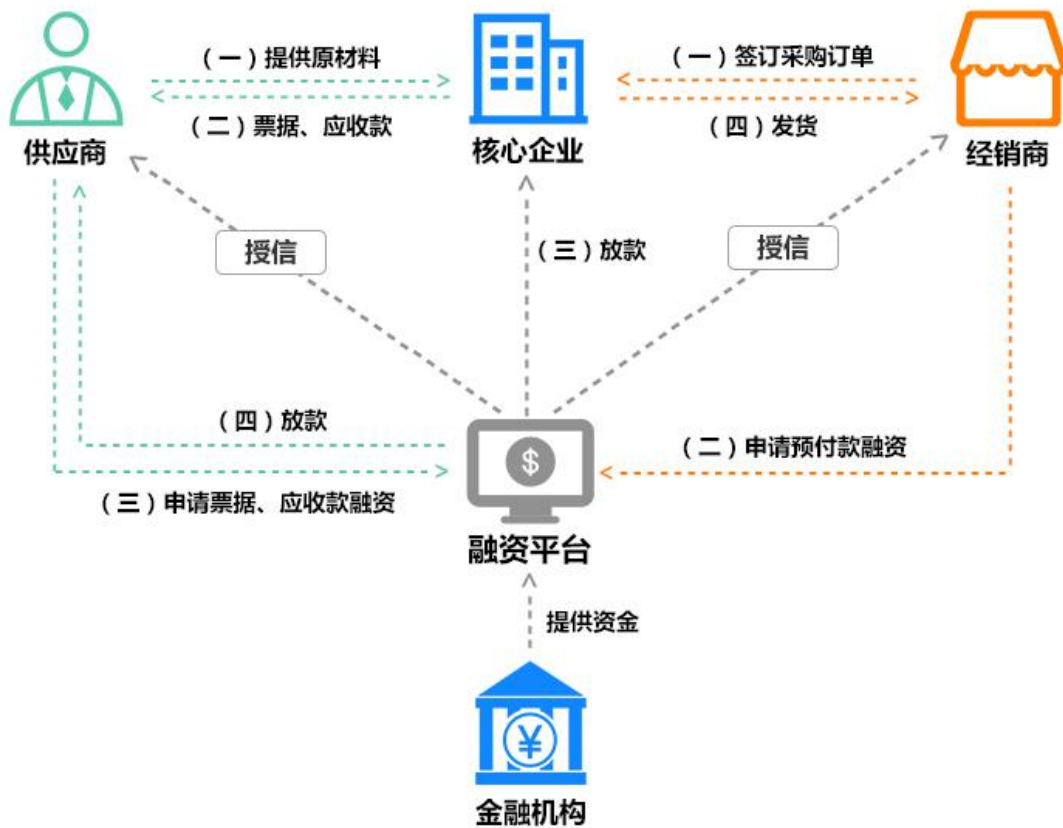 （一）提供原材料
（一）签订采购订单
（二）票据、应收款
（四）发货
供应商
核心企业
经销商
授信
（三）放款
授信
（四）放款
$
（二）申请预付款融资
（三）申请票据、应收款融资
融资平台
提供资金
¥
金融机构